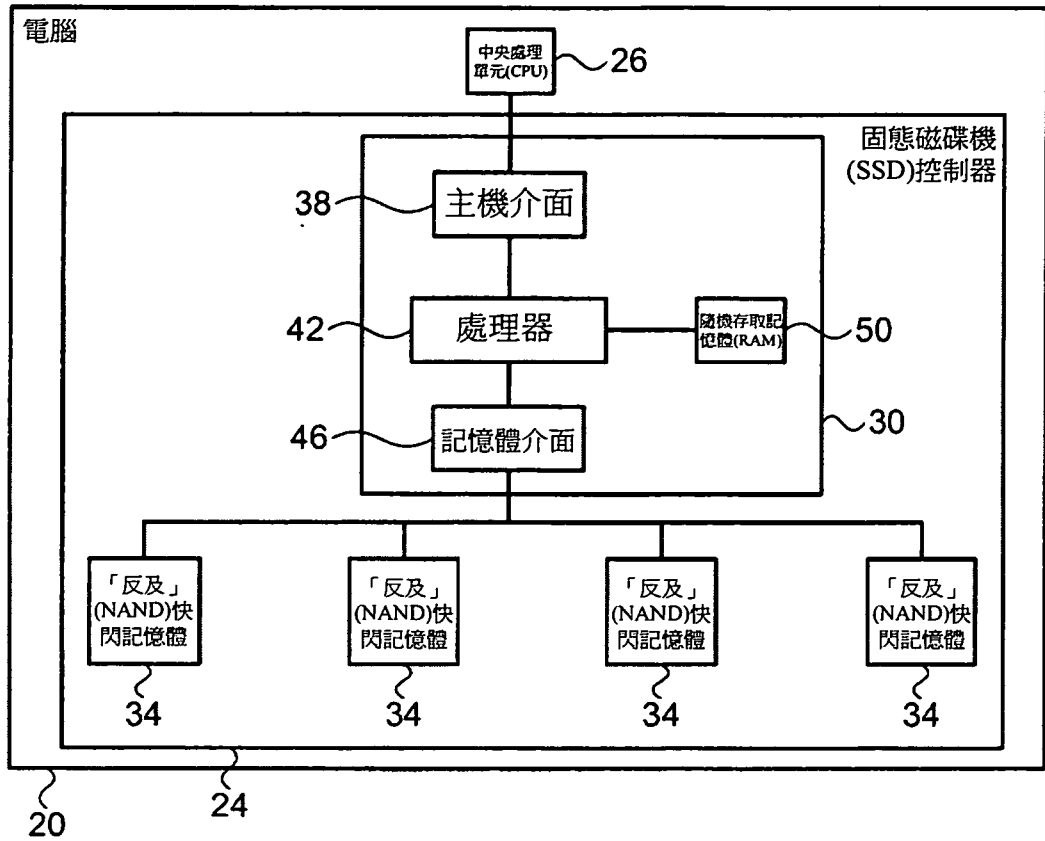 電腦
中央處理
單元(CPU)
26
固態磁碟機
(SSD)控制器
38
主機介面
42
處理器
隨機存取記
憶體(RAM)
50
46
記憶體介面
30
「反及」
(NAND)快
閃記憶體
「反及」
(NAND)快
閃記憶體
「反及」
(NAND)快
閃記憶體
「反及」
(NAND)快
閃記憶體
34
34
34
34
24
20